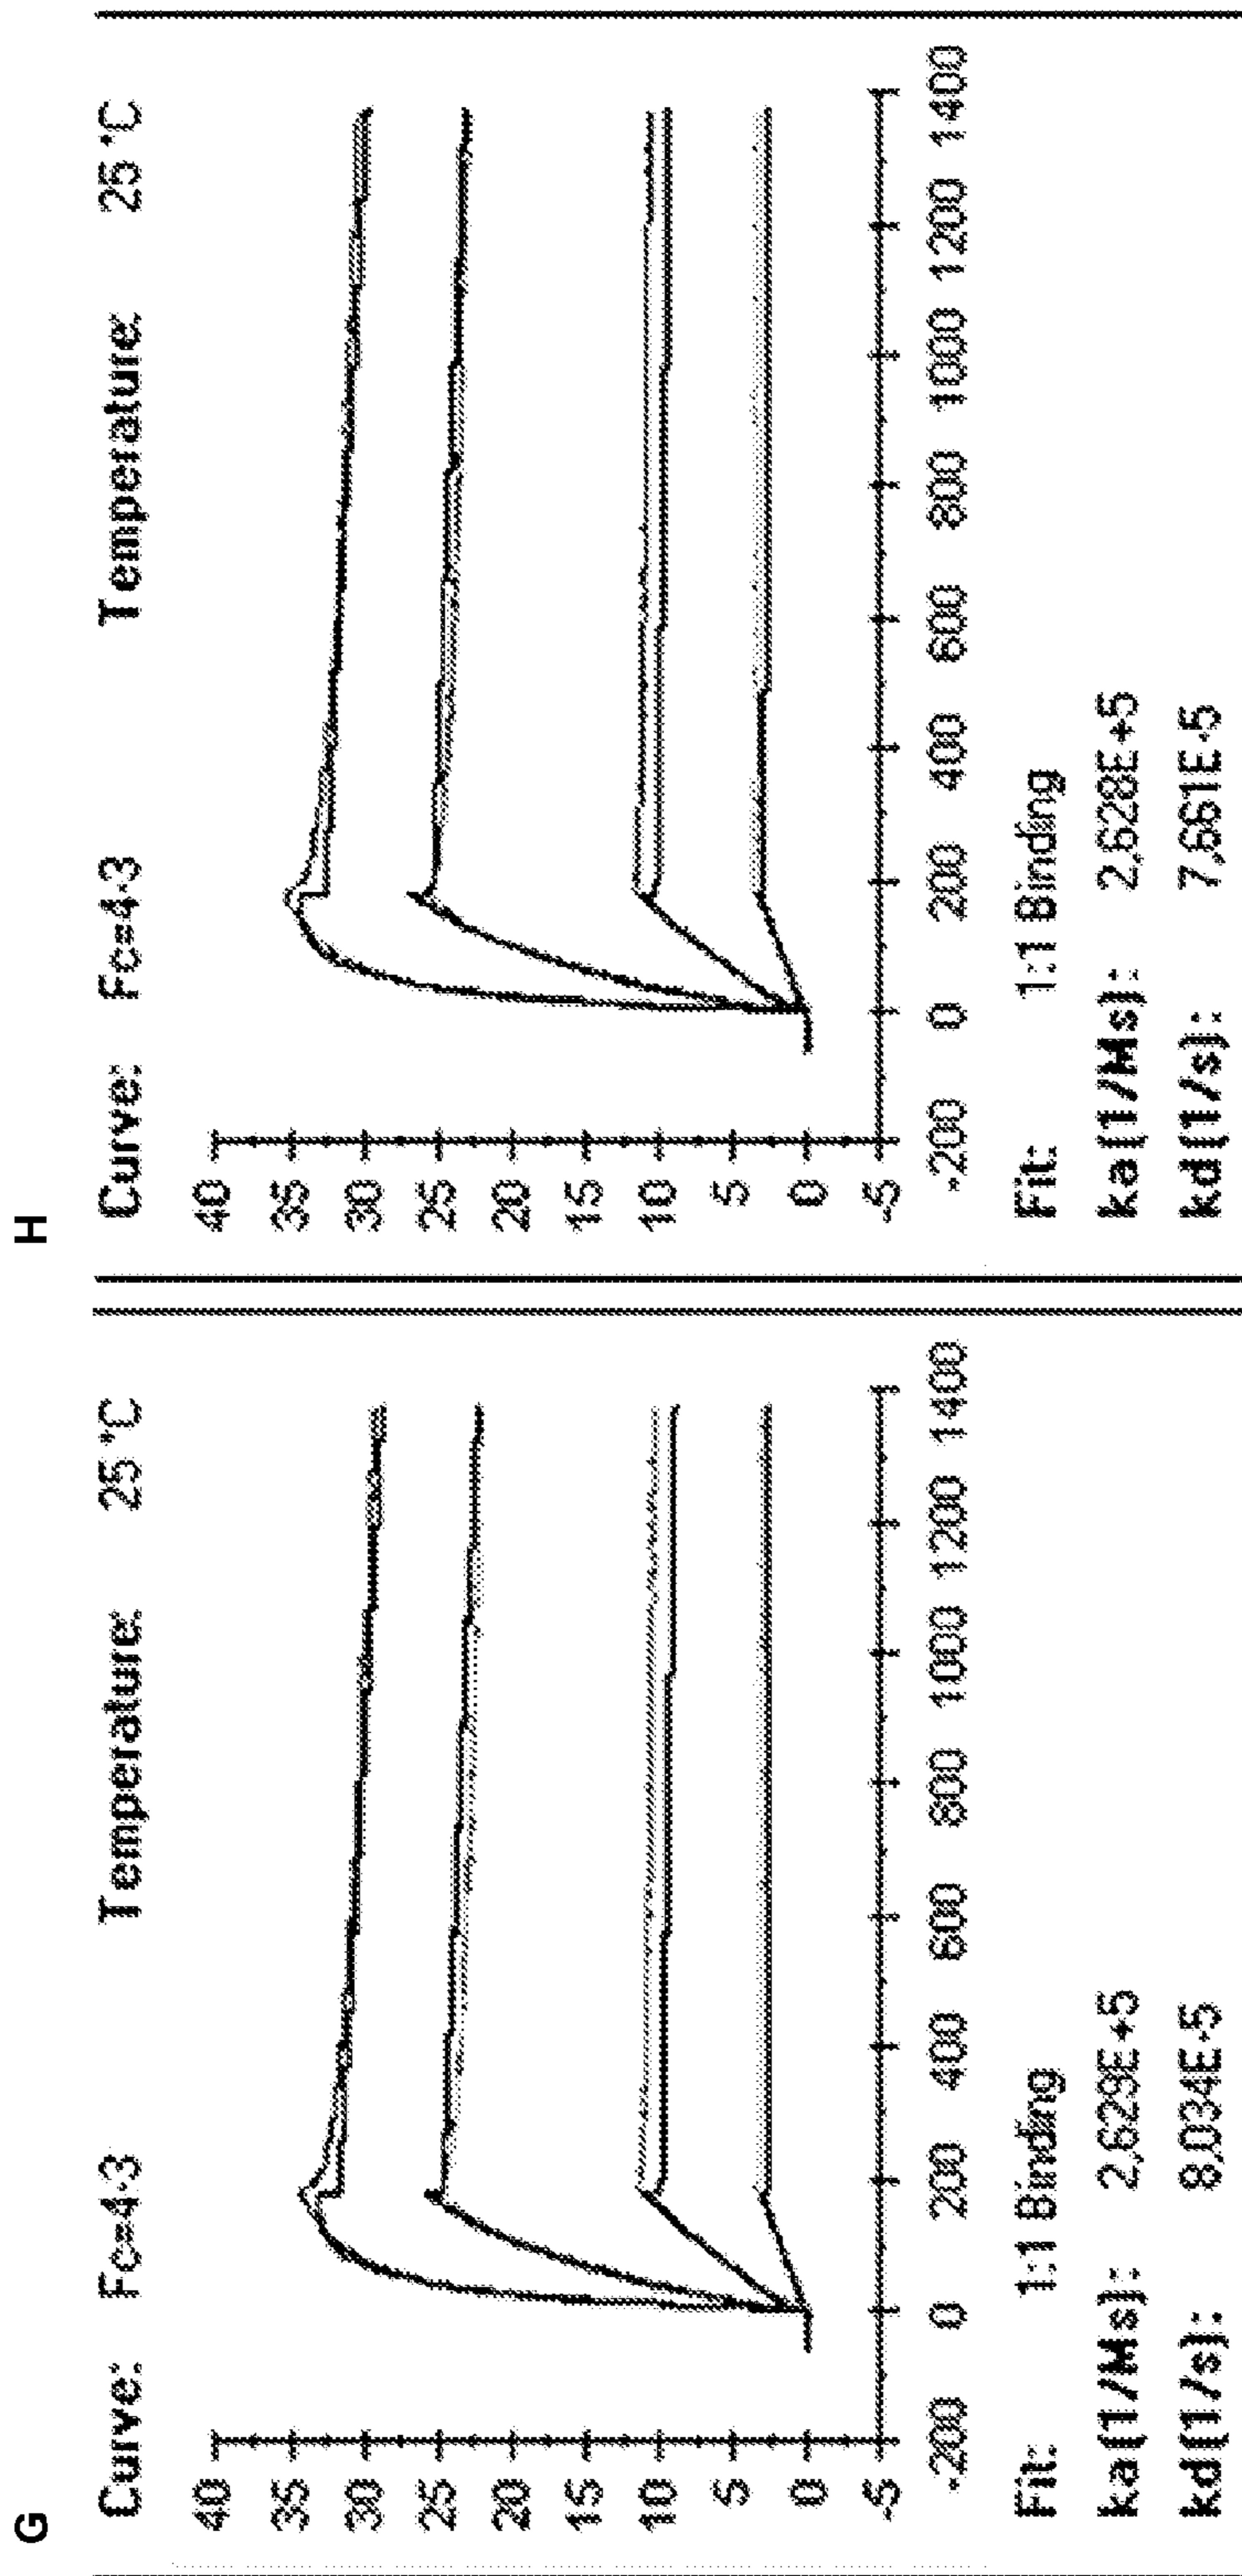 G
Curve: Fc=4-3 Temperature: 25 °C
40
35
30
25
20
15
10
5
0
-5
-200 0 200 400 600 800 1000 1200 1400
Fit: 1:1 Binding
ka(1/Ms): 2,629E+5
kd(1/s): 8,034E-5
H
Curve: Fc=4-3 Temperature: 25 °C
40
35
30
25
20
15
10
5
0
-5
-200 0 200 400 600 800 1000 1200 1400
Fit: 1:1 Binding
ka(1/Ms): 2,628E+5
kd(1/s): 7,661E-5